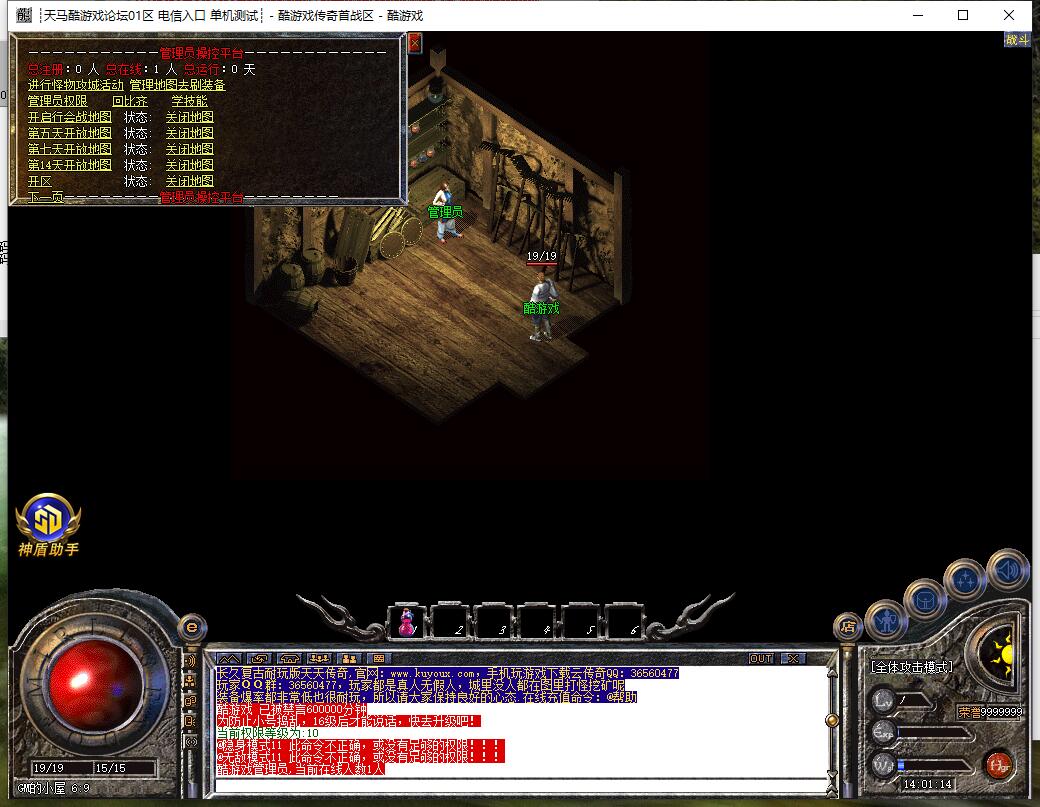 天马酷游戏论坛01区 电信入口 单机测试 - 酷游戏传奇首战区 - 酷游戏
战斗
管理员操控平台
总注册:0 人 总在线:1 人 总运行:0 天
进行怪物攻城活动 管理地图去刷装备
管理员权限 回比齐 学技能
开启行会战地图 状态: 关闭地图
第五天开放地图 状态: 关闭地图
第七天开放地图 状态: 关闭地图
第14天开放地图 状态: 关闭地图
开区 状态: 关闭地图
下一页 管理员操控平台
管理员
19/19
酷游戏
神盾助手
1 2 3 4 5 6
店
OUT
长久复古耐玩版天天传奇,官网:www.kuyoux.com,手机玩游戏下载云传奇QQ:36560477
玩家QQ群:36560477,玩家都是真人无假人,城里没人都在图里打怪挖矿呢
装备爆率都非常低也很耐玩,所以请大家保持良好的心态.在线充值命令:@帮助
酷游戏 已被禁言600000分钟
为防止小号捣乱,16级后才能说话,快去升级吧!
当前权限等级为:10
@隐身模式11 此命令不正确,或没有足够的权限!!!
@无敌模式11 此命令不正确,或没有足够的权限!!!
酷游戏管理员,当前在线人数1人
[全体攻击模式]
Lv 1
荣誉9999999
Exp
Wgt
Hgr
14:01:14
19/19 15/15
GM的小屋 6:9